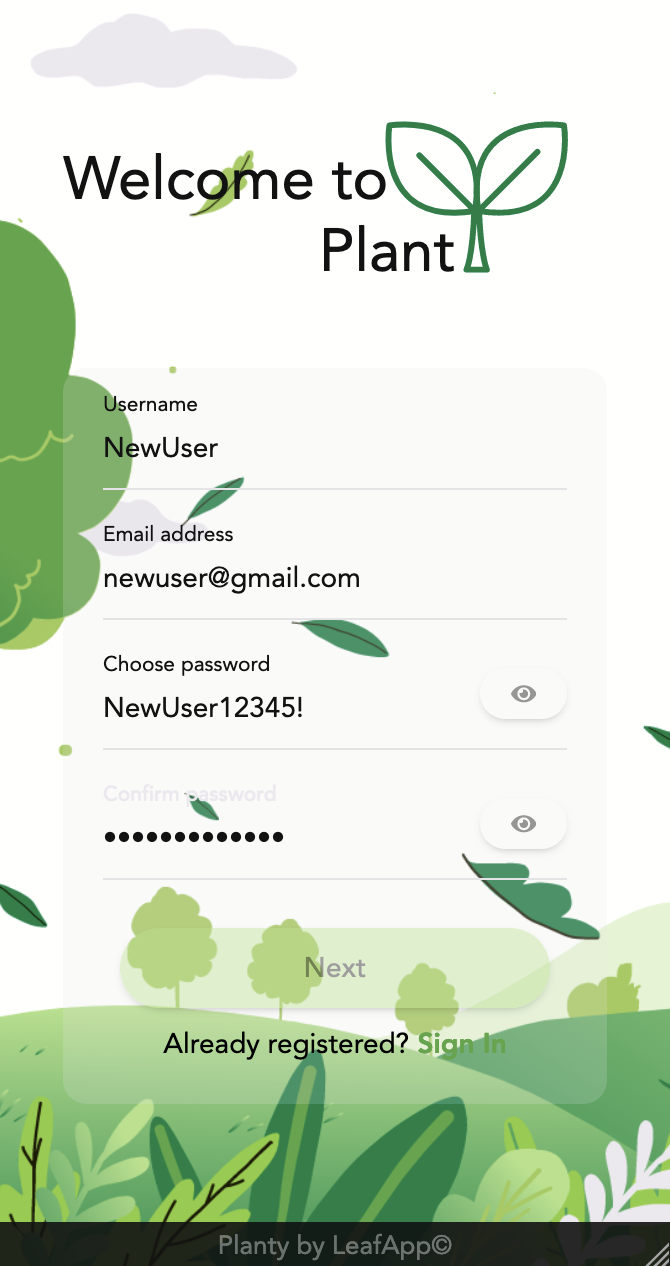 Welcome to
Plant
Username
NewUser
Email address
newuser@gmail.com
Choose password
NewUser12345!
Confirm password
•••••••••••••
Next
Already registered? Sign In
Planty by LeafApp©